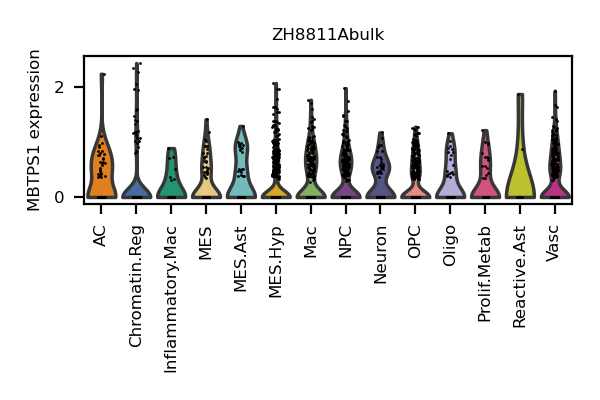 ZH8811Abulk
MBTPS1 expression
2
0
AC
Chromatin.Reg
Inflammatory.Mac
MES
MES.Ast
MES.Hyp
Mac
NPC
Neuron
OPC
Oligo
Prolif.Metab
Reactive.Ast
Vasc